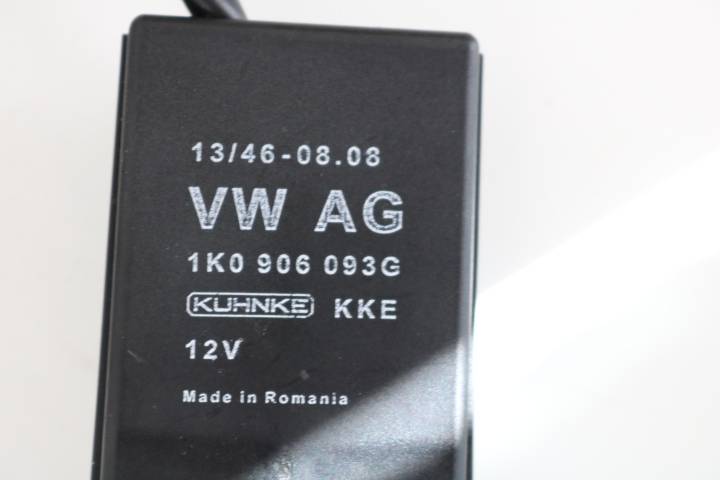 13/46-08.08
VW AG
1K0 906 093G
KUHNKE KKE
12V
Made in Romania